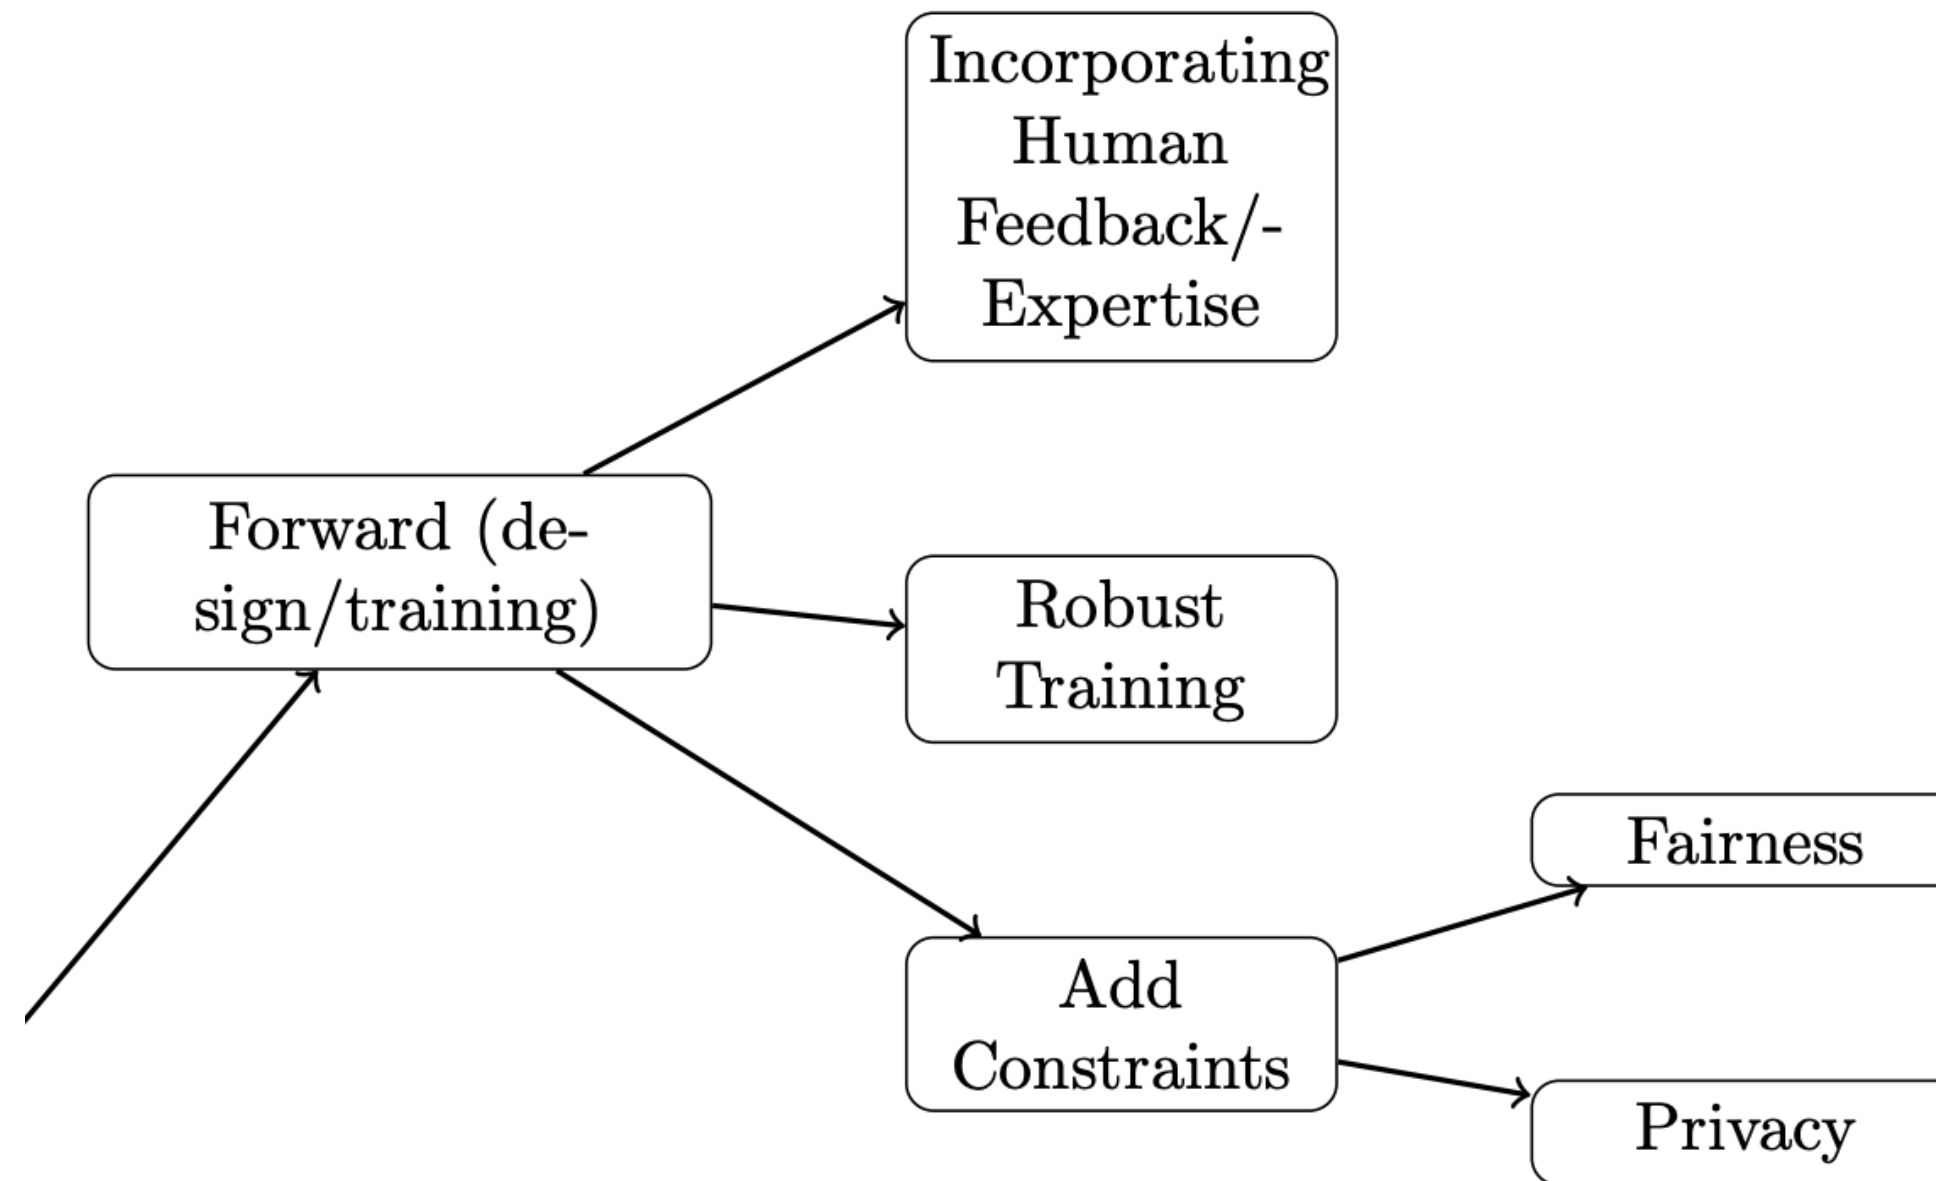 Incorporating
Human
Feedback/-
Expertise
Forward (de-
sign/training)
Robust
Training
Fairness
Add
Constraints
Privacy